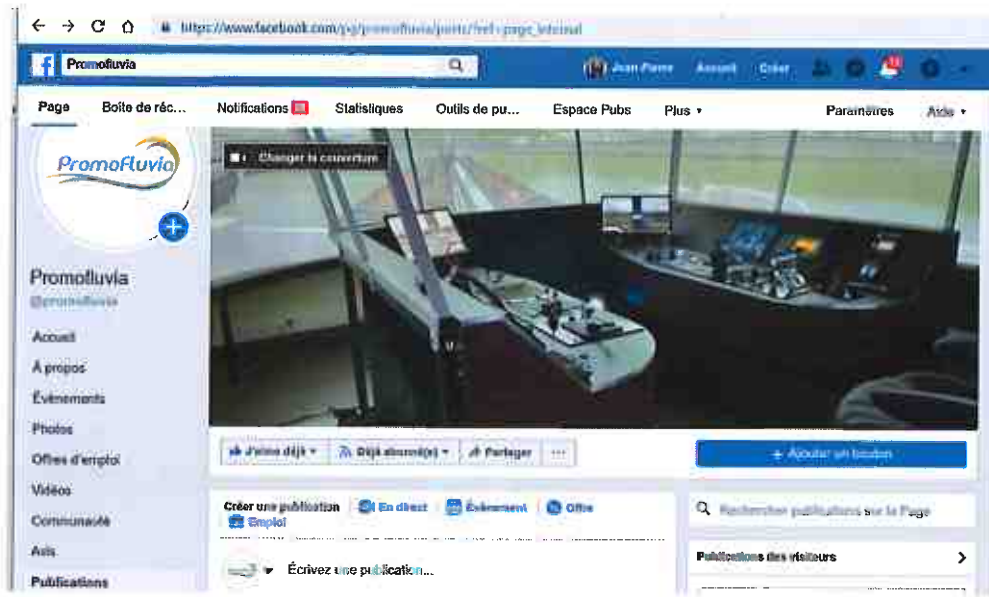 https://www.facebook.com/pg/promofluvia/posts/?ref=page_internal
Promofluvia
Jean-Pierre Accueil Créer
Page Boîte de réc... Notifications Statistiques Outils de pu... Espace Pubs Plus Paramètres Aide
PromoFluvia
Changer la couverture
Promofluvia
@promofluvia
Accueil
À propos
Évènements
Photos
Offres d'emploi
Vidéos
Communauté
Avis
Publications
J'aime déjà Déjà abonné(e) Partager ...
+ Ajouter un bouton
Créer une publication En direct Évènement Offre
Emploi
Écrivez une publication...
Rechercher publications sur la Page
Publications des visiteurs